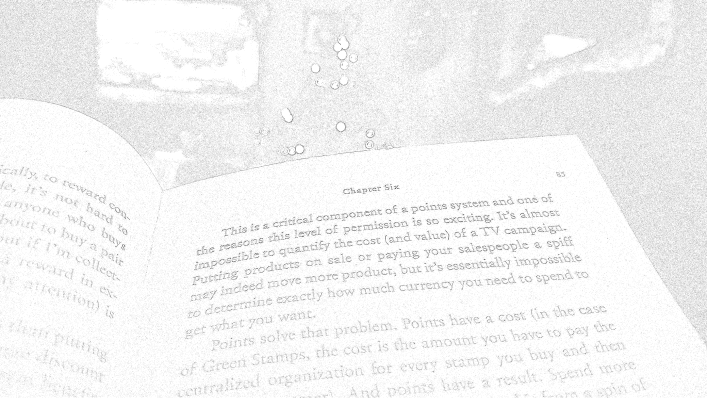 ically, to reward con-
it's not hard to
anyone who buys
bout to buy a pair
but if I'm collect-
a reward in ex-
attention) is
than putting
discount
Chapter Six
85
This is a critical component of a points system and one of
the reasons this level of permission is so exciting. It's almost
impossible to quantify the cost (and value) of a TV campaign.
Putting products on sale or paying your salespeople a spiff
may indeed move more product, but it's essentially impossible
to determine exactly how much currency you need to spend to
get what you want.
Points solve that problem. Points have a cost (in the case
of Green Stamps, the cost is the amount you have to pay the
centralized organization for every stamp you buy and then
And points have a result. Spend more
from a spin of